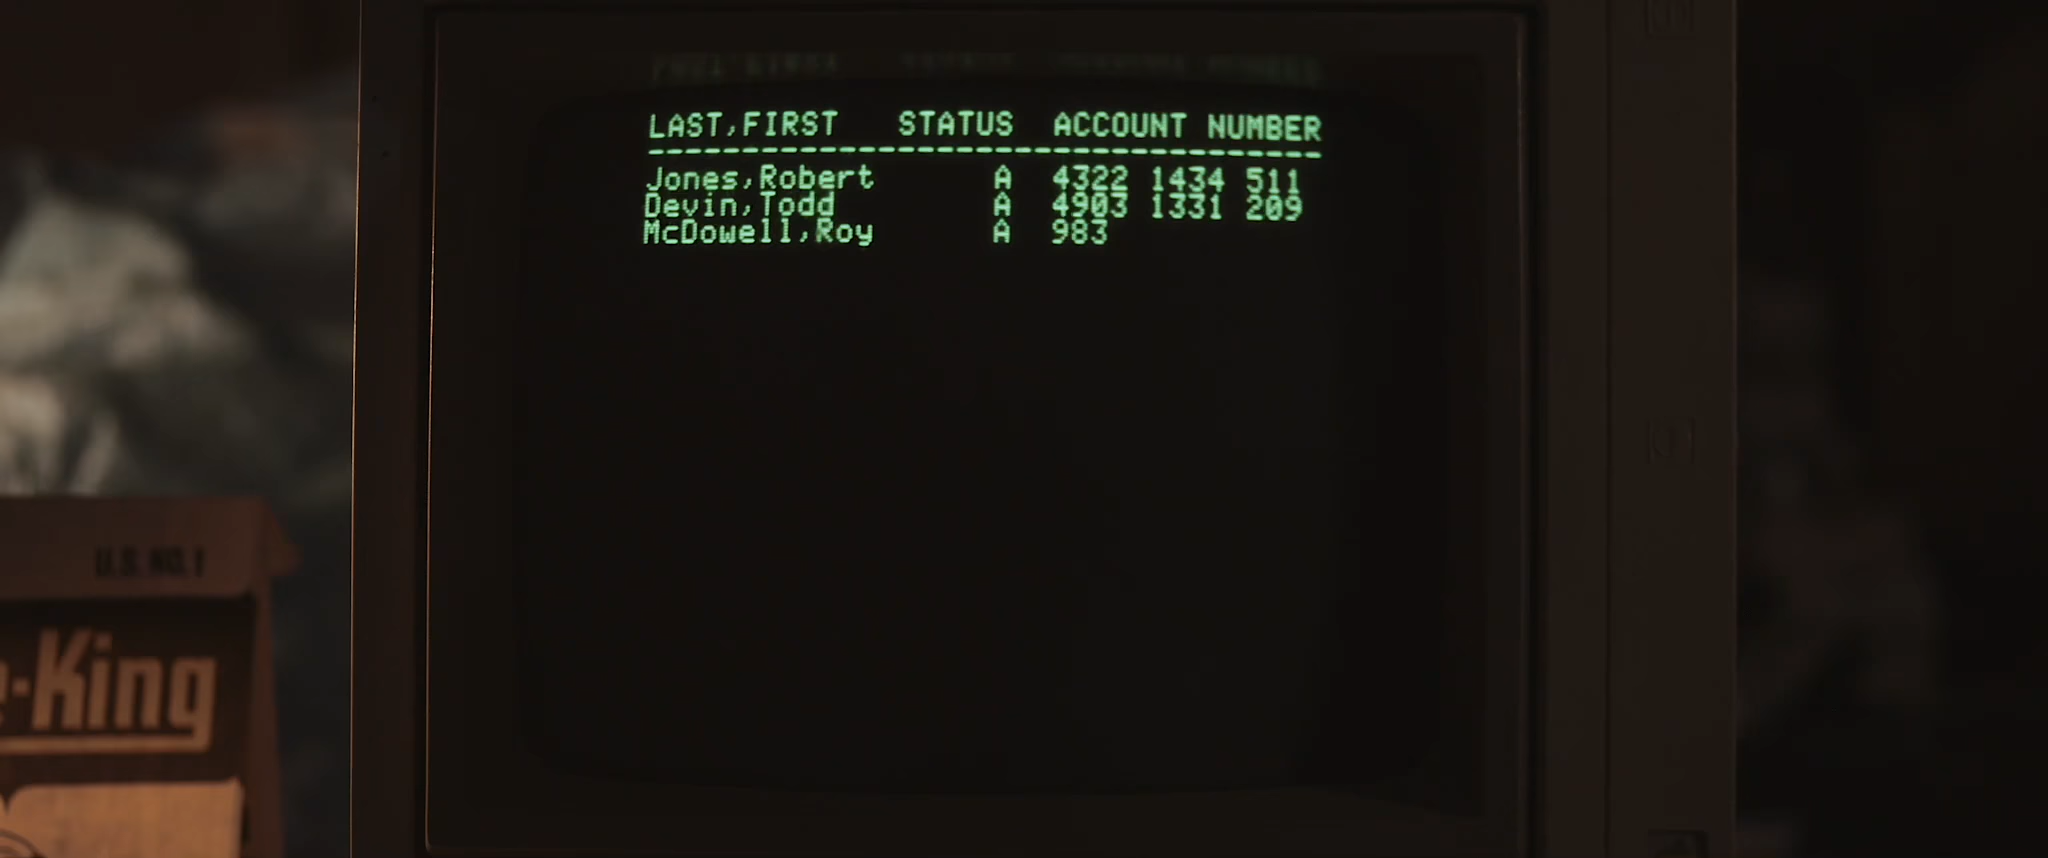 LAST,FIRST STATUS ACCOUNT NUMBER
---------------------------------------------
Jones,Robert A 4322 1434 511
Devin,Todd A 4903 1331 209
McDowell,Roy A 983
U.S. NO. 1
-King